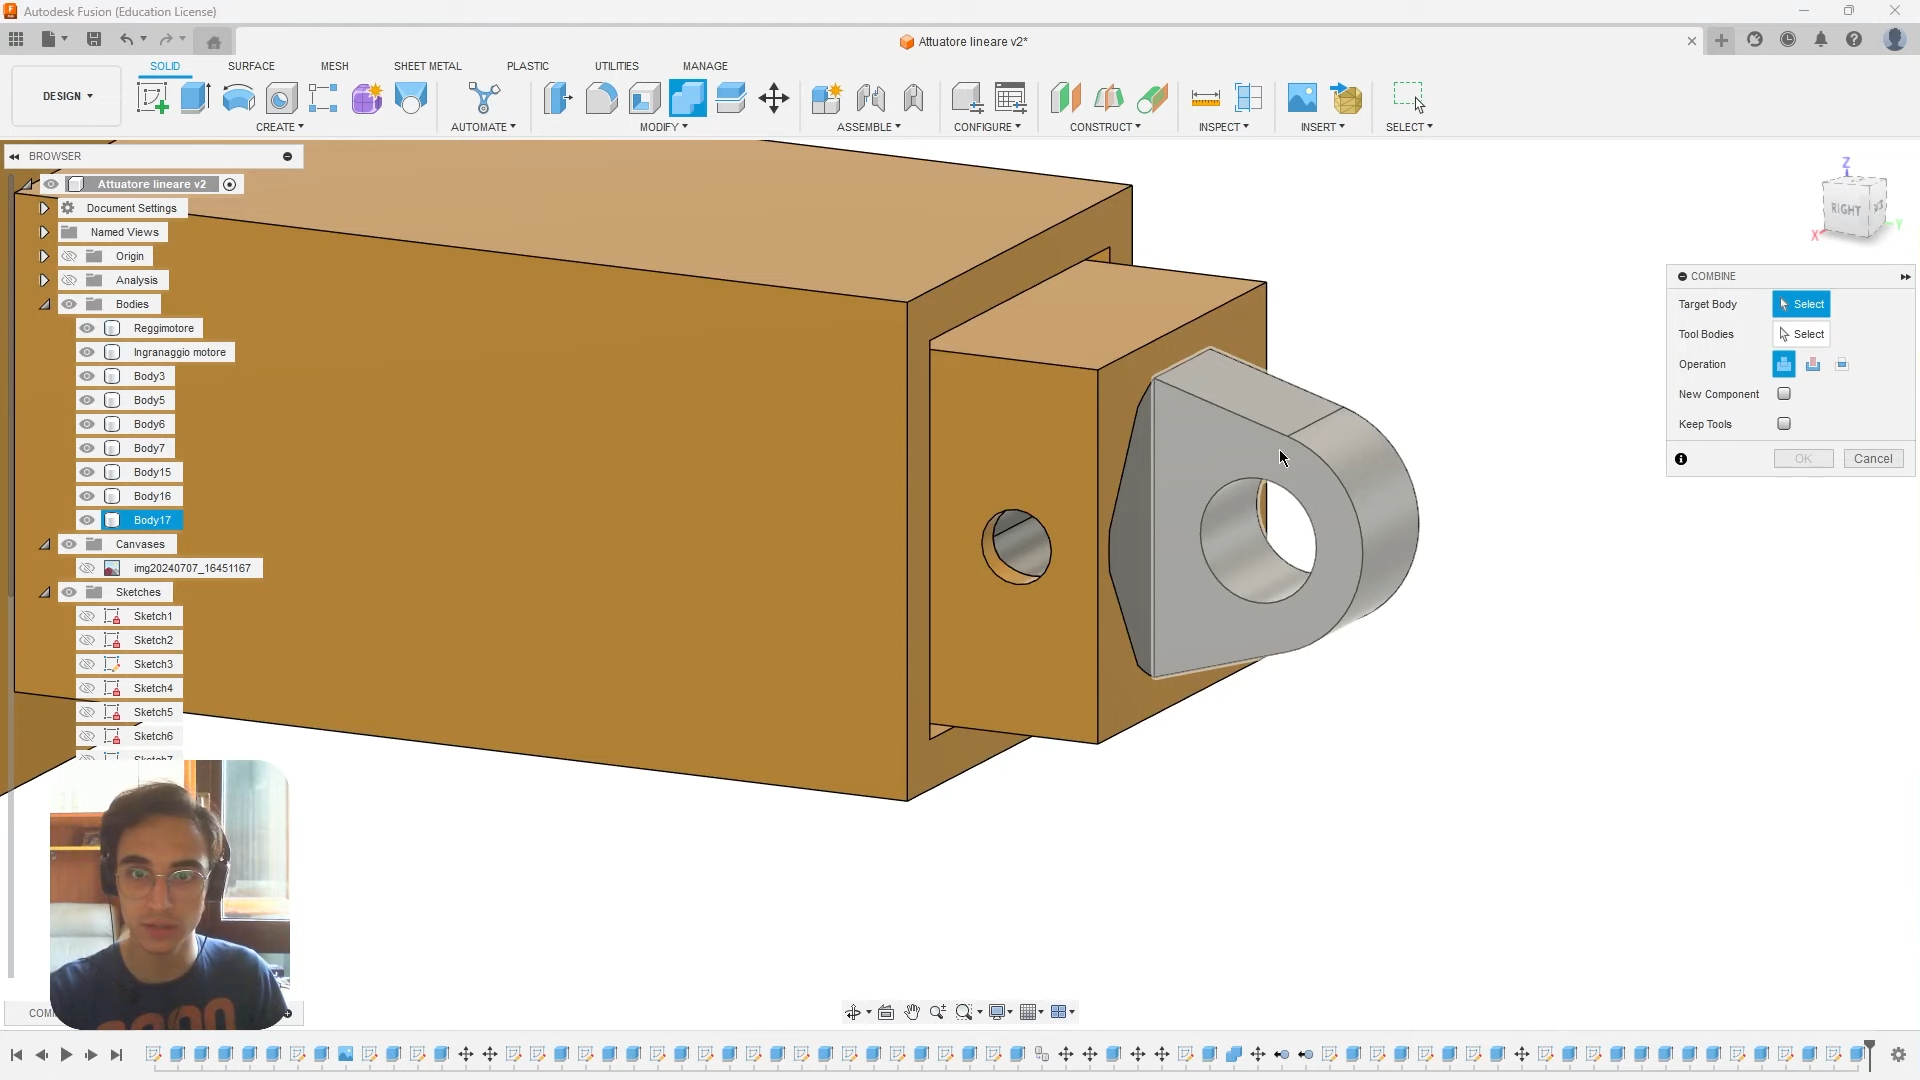 Autodesk Fusion (Education License)
Attuatore lineare v2*
SOLID
SURFACE
MESH
SHEET METAL
PLASTIC
UTILITIES
MANAGE
DESIGN
CREATE
AUTOMATE
MODIFY
ASSEMBLE
CONFIGURE
CONSTRUCT
INSPECT
INSERT
SELECT
BROWSER
Attuatore lineare v2
Document Settings
Named Views
Origin
Analysis
Bodies
Reggimotore
Ingranaggio motore
Body3
Body5
Body6
Body7
Body15
Body16
Body17
Canvases
img20240707_16451167
Sketches
Sketch1
Sketch2
Sketch3
Sketch4
Sketch5
Sketch6
Sketch7
Z
RIGHT
X
Y
COMBINE
Target Body
Select
Tool Bodies
Select
Operation
New Component
Keep Tools
OK
Cancel